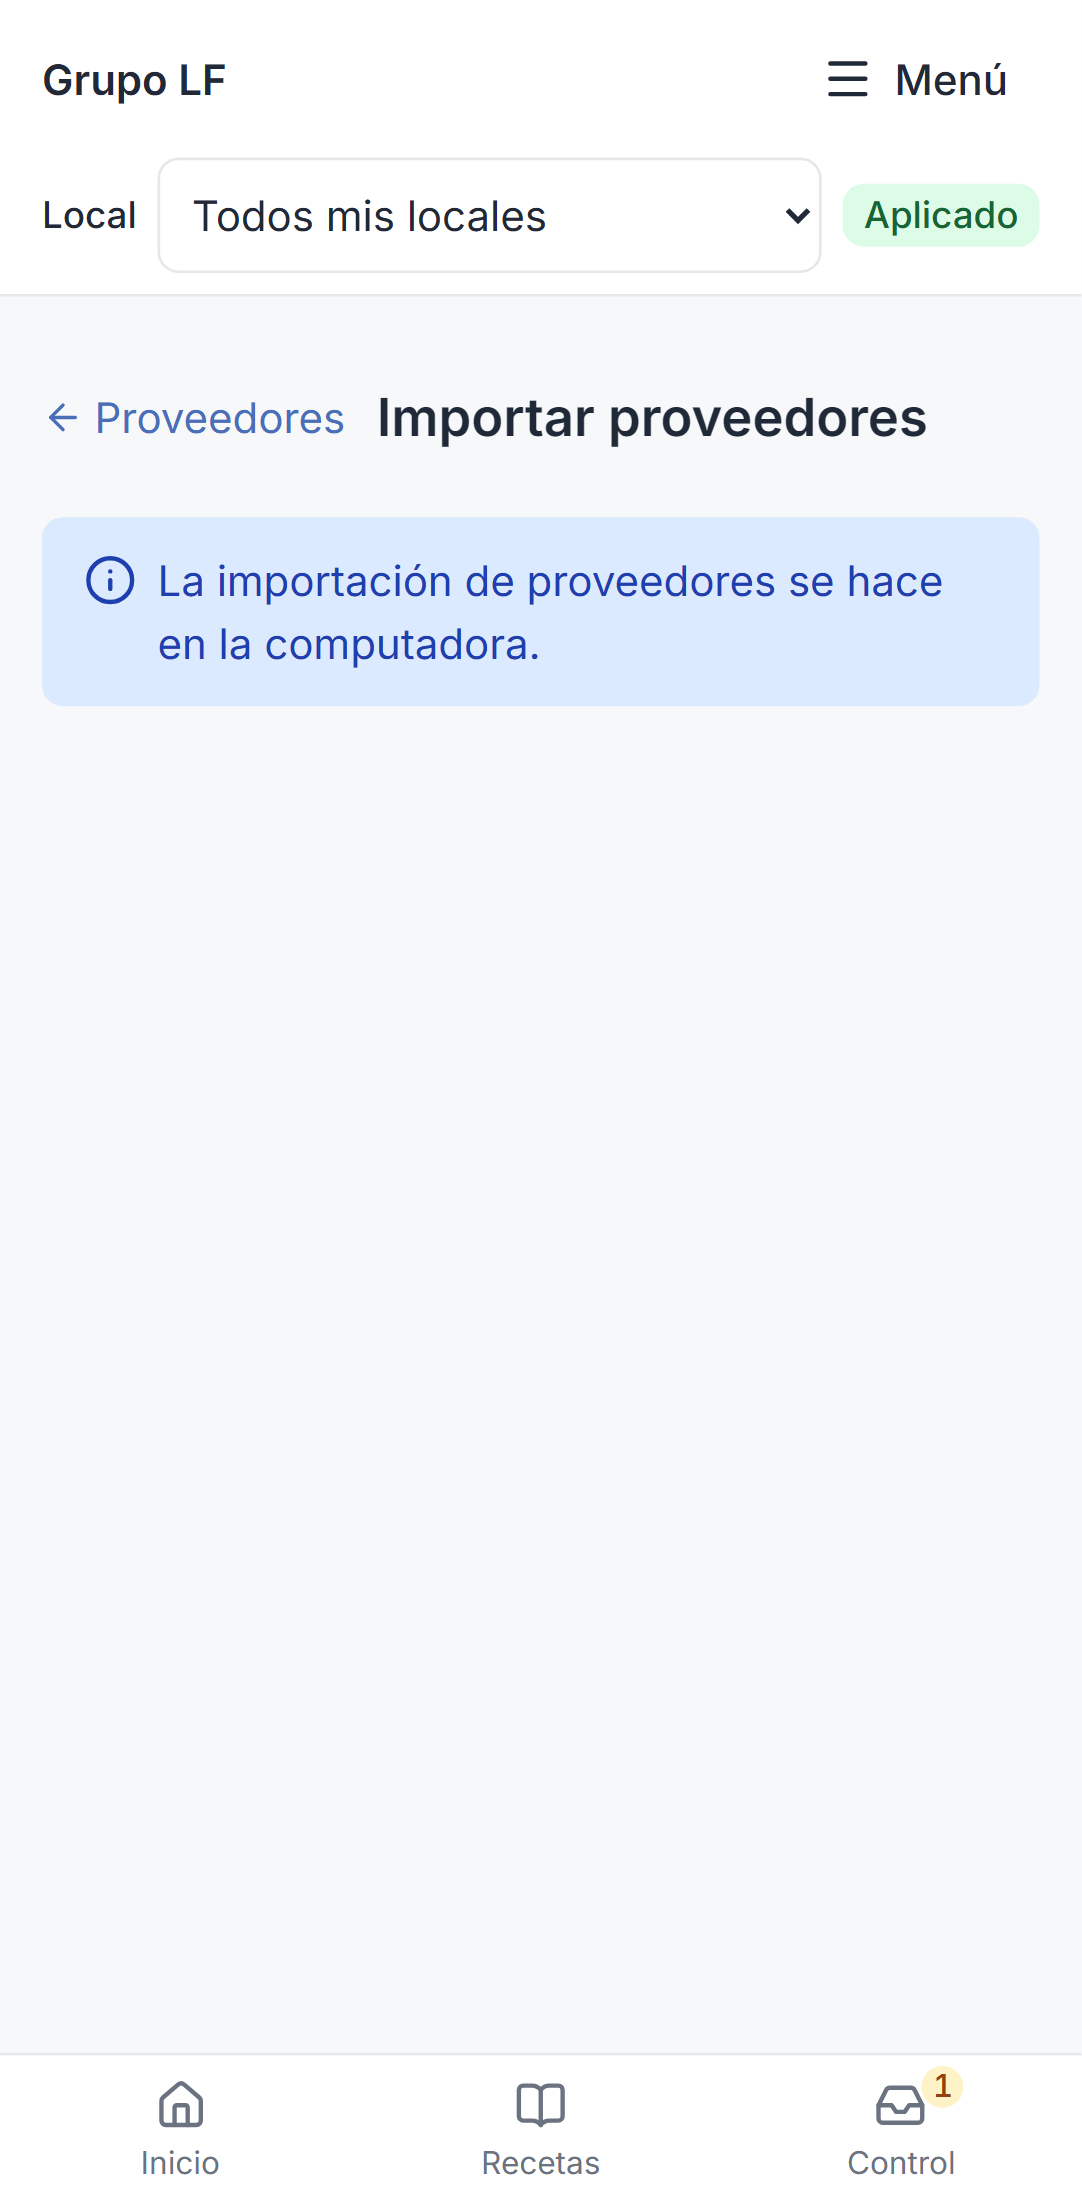 Grupo LF
Menú
Local
Todos mis locales
Aplicado
Proveedores
Importar proveedores
La importación de proveedores se hace
en la computadora.
1
Inicio
Recetas
Control